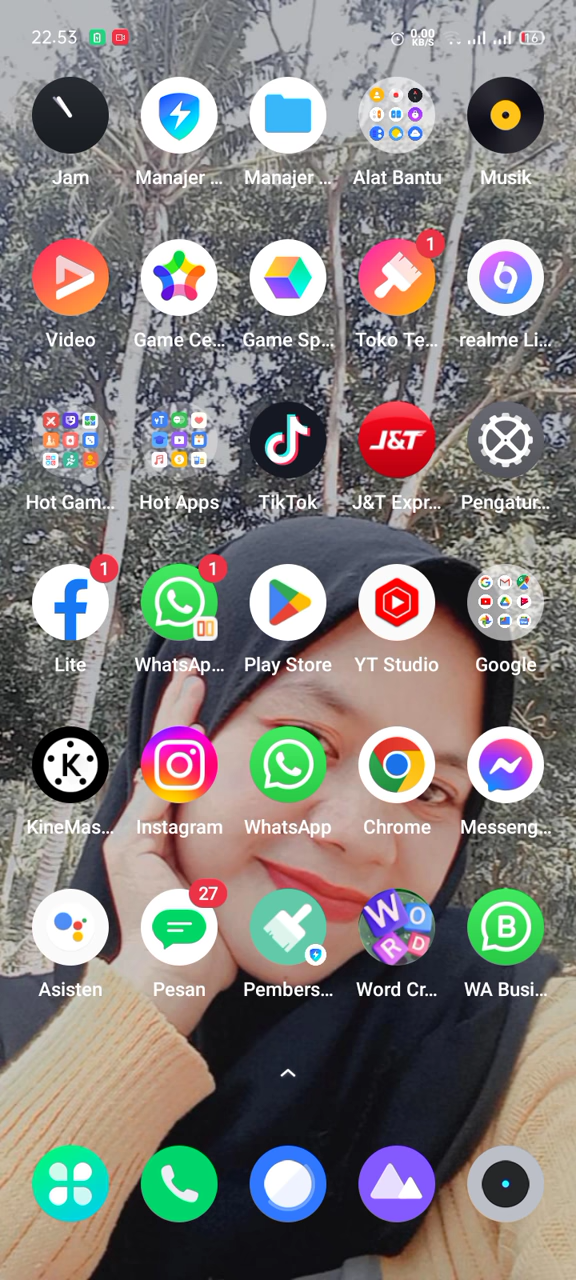 22.53
0.00
KB/S
16
Jam Manajer ... Manajer ... Alat Bantu Musik
1
Video Game Ce... Game Sp... Toko Te... realme Li...
J&T
Hot Gam... Hot Apps TikTok J&T Expr... Pengatur...
1 1
Lite WhatsAp... Play Store YT Studio Google
K
KineMas... Instagram WhatsApp Chrome Messeng...
27
W O R D
B
Asisten Pesan Pembers... Word Cr... WA Busi...